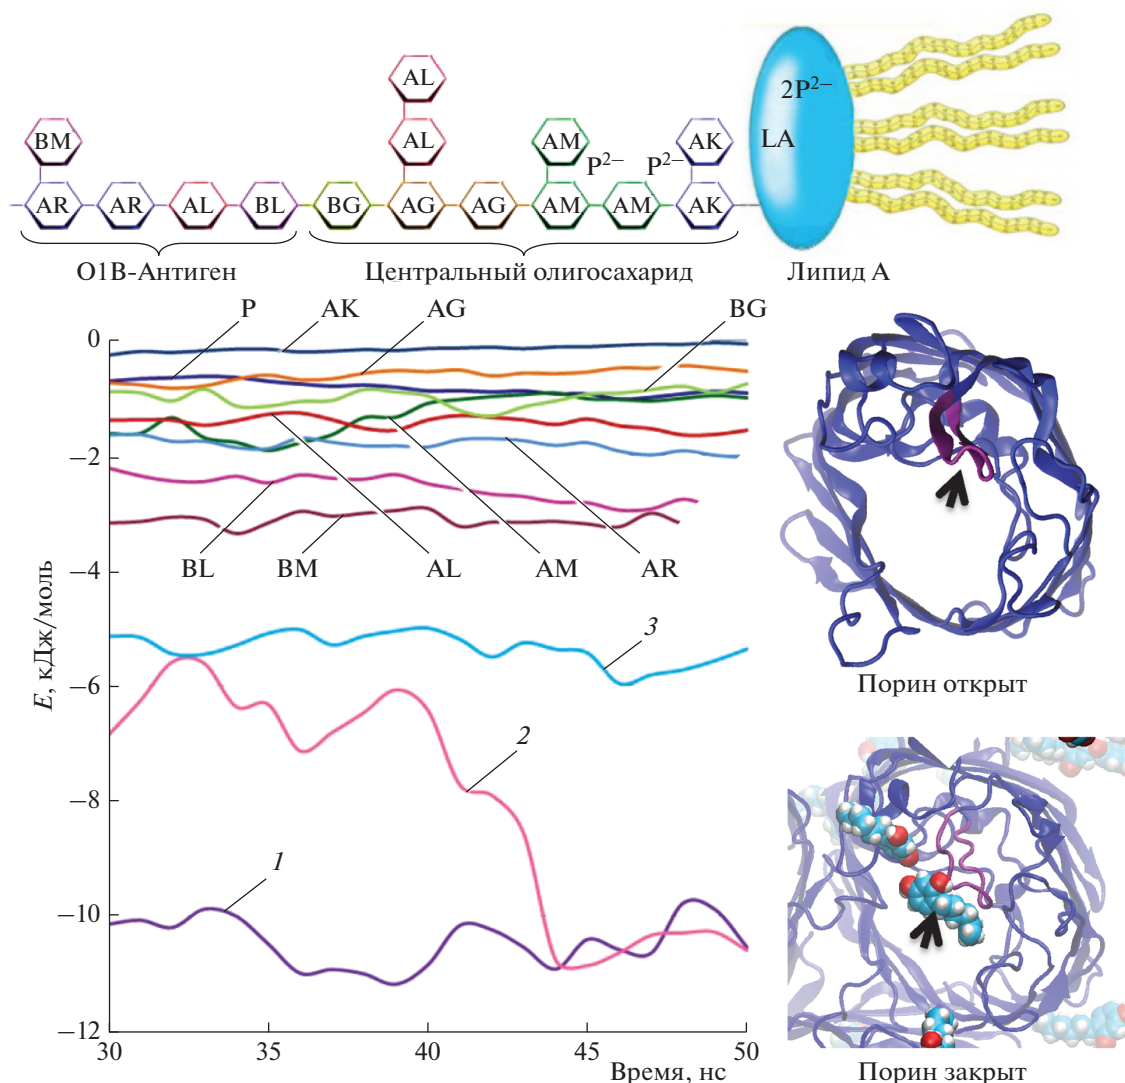 AL
BM AL AM P²⁻ P²⁻ AK
2P²⁻
LA
AR AR AL BL BG AG AG AM AM AK
О1В-Антиген Центральный олигосахарид Липид А
P AK AG BG
0
−2
BL BM AL AM AR
−4
3
−6
2
−8
1
−10
−12
E, кДж/моль
30 35 40 45 50
Время, нс
Порин открыт
Порин закрыт